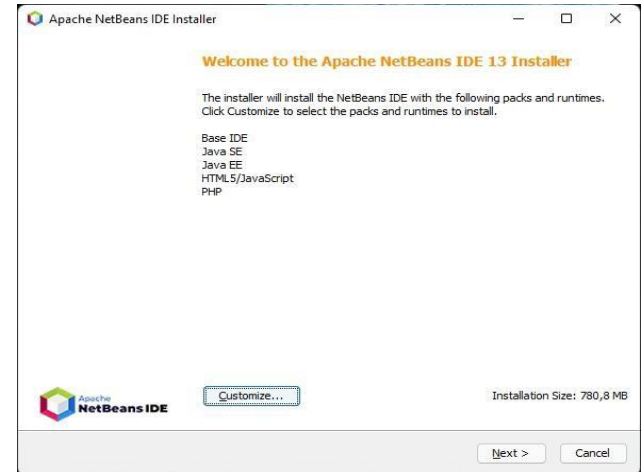 Apache NetBeans IDE Installer
Welcome to the Apache NetBeans IDE 13 Installer
The installer will install the NetBeans IDE with the following packs and runtimes.
Click Customize to select the packs and runtimes to install.
Base IDE
Java SE
Java EE
HTML5/JavaScript
PHP
Apache
NetBeans IDE
Customize...
Installation Size: 780,8 MB
Next >
Cancel